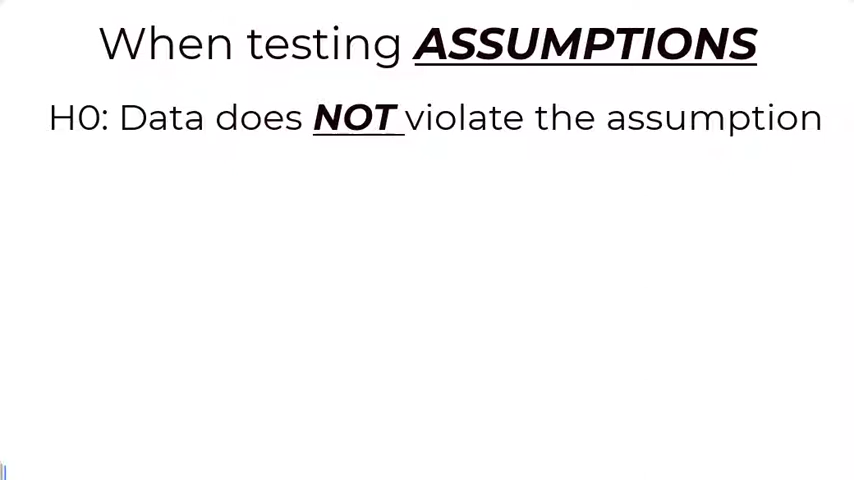 When testing ASSUMPTIONS
H0: Data does NOT violate the assumption